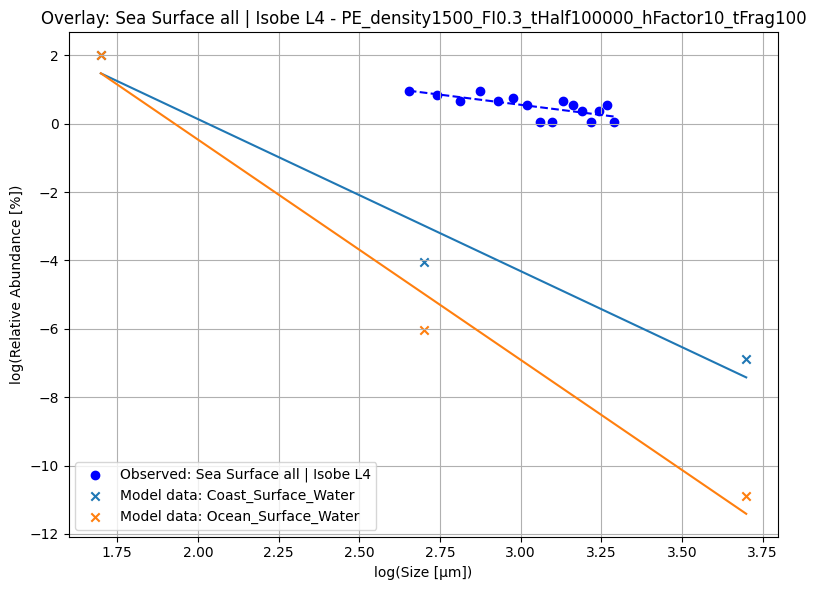 Overlay: Sea Surface all | Isobe L4 - PE_density1500_FI0.3_tHalf100000_hFactor10_tFrag100
log(Relative Abundance [%])
2
0
−2
−4
−6
−8
−10
−12
Observed: Sea Surface all | Isobe L4
Model data: Coast_Surface_Water
Model data: Ocean_Surface_Water
1.75 2.00 2.25 2.50 2.75 3.00 3.25 3.50 3.75
log(Size [µm])